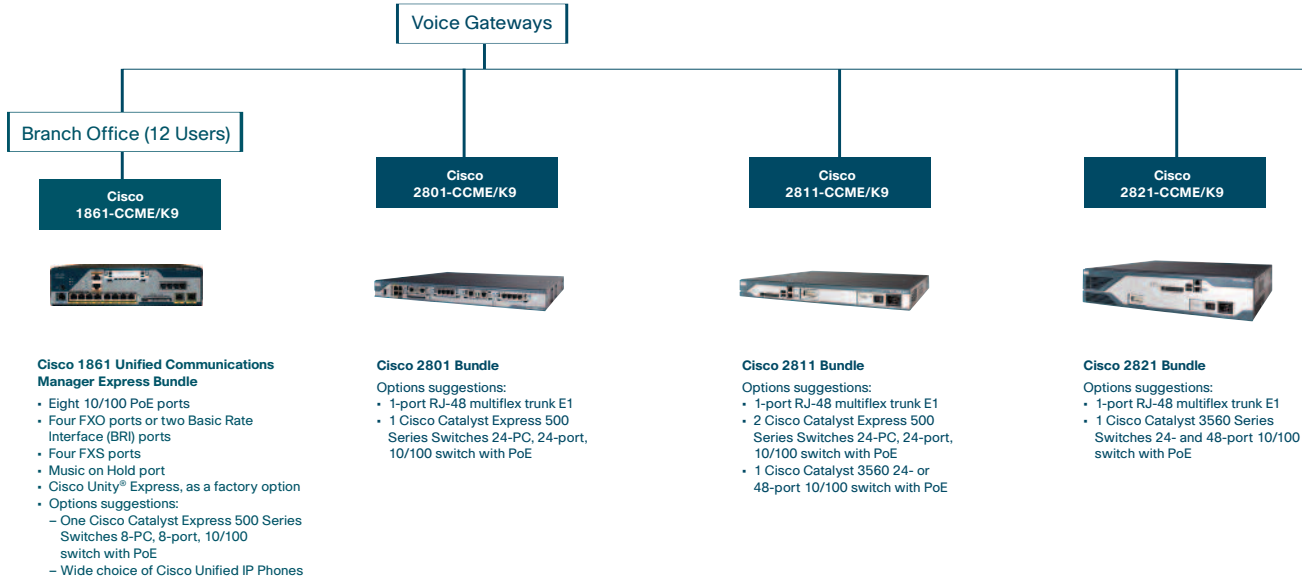 Voice Gateways
Branch Office (12 Users)
Cisco
1861-CCME/K9
Cisco
2801-CCME/K9
Cisco
2811-CCME/K9
Cisco
2821-CCME/K9
Cisco 1861 Unified Communications
Manager Express Bundle
▪ Eight 10/100 PoE ports
▪ Four FXO ports or two Basic Rate
Interface (BRI) ports
▪ Four FXS ports
▪ Music on Hold port
▪ Cisco Unity® Express, as a factory option
▪ Options suggestions:
– One Cisco Catalyst Express 500 Series
Switches 8-PC, 8-port, 10/100
switch with PoE
– Wide choice of Cisco Unified IP Phones
Cisco 2801 Bundle
Options suggestions:
▪ 1-port RJ-48 multiflex trunk E1
▪ 1 Cisco Catalyst Express 500
Series Switches 24-PC, 24-port,
10/100 switch with PoE
Cisco 2811 Bundle
Options suggestions:
▪ 1-port RJ-48 multiflex trunk E1
▪ 2 Cisco Catalyst Express 500
Series Switches 24-PC, 24-port,
10/100 switch with PoE
▪ 1 Cisco Catalyst 3560 24- or
48-port 10/100 switch with PoE
Cisco 2821 Bundle
Options suggestions:
▪ 1-port RJ-48 multiflex trunk E1
▪ 1 Cisco Catalyst 3560 Series
Switches 24- and 48-port 10/100
switch with PoE